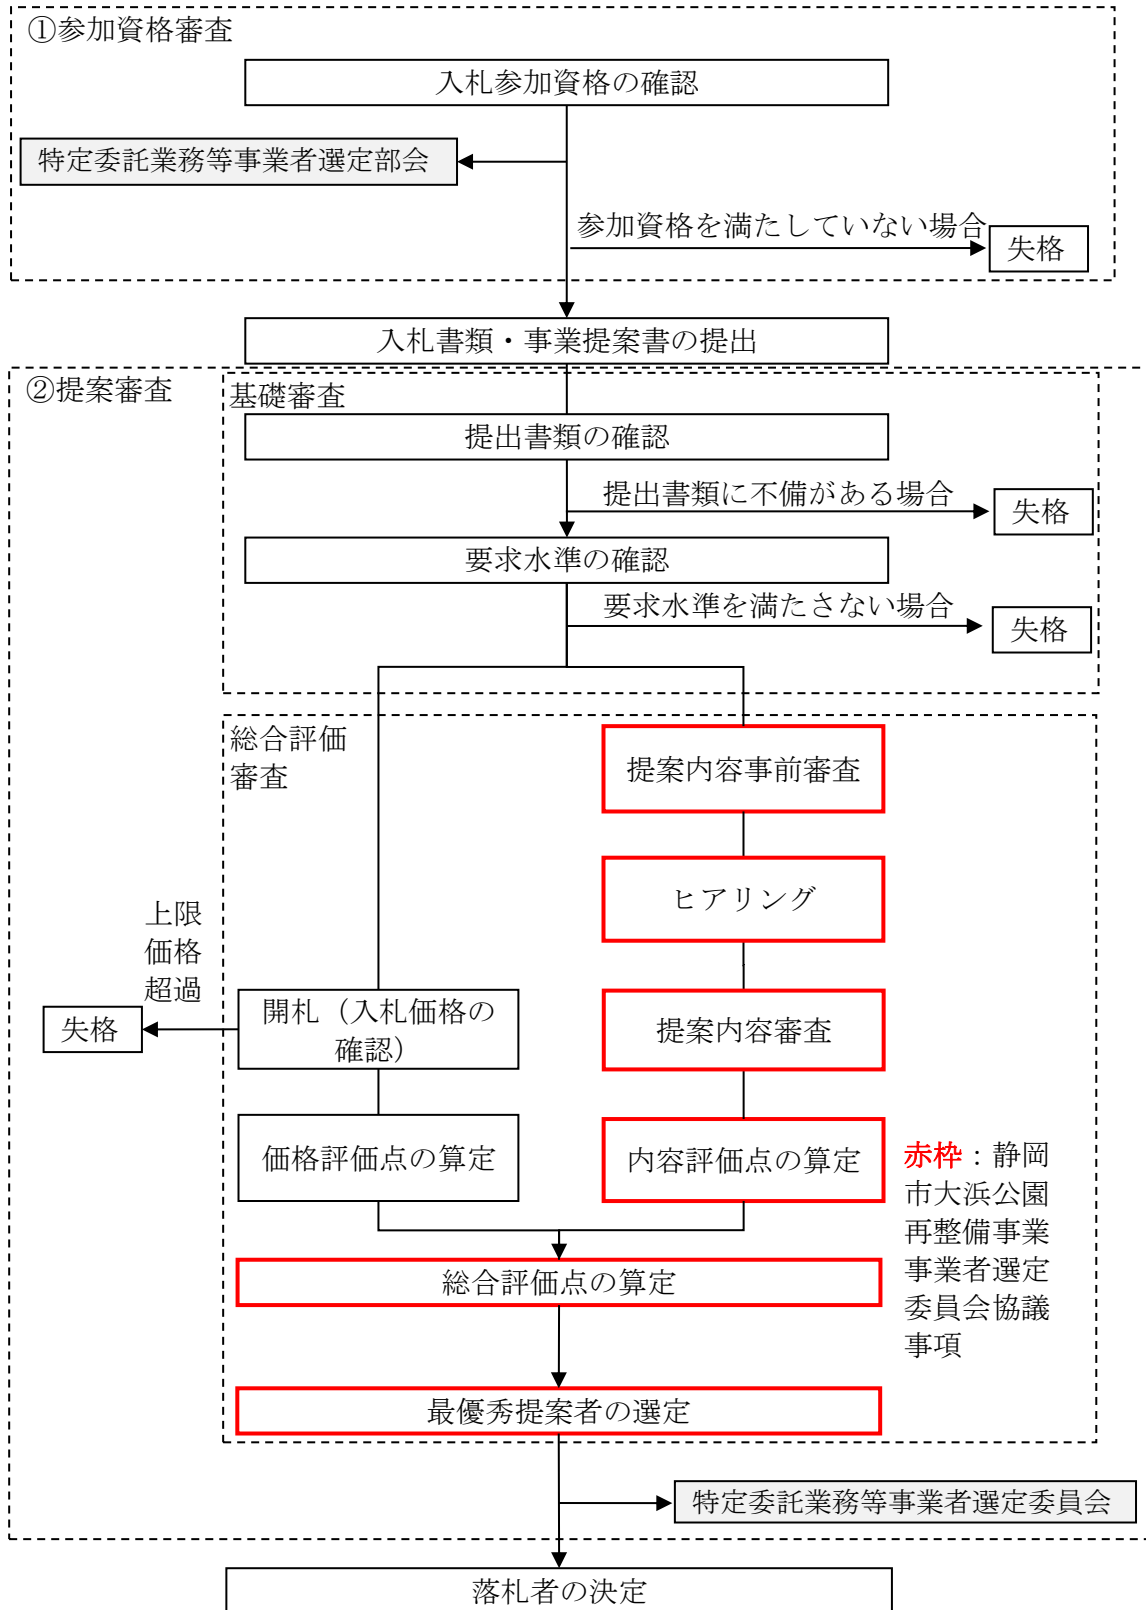 ①参加資格審査
入札参加資格の確認
特定委託業務等事業者選定部会
参加資格を満たしていない場合
失格
入札書類・事業提案書の提出
②提案審査
基礎審査
提出書類の確認
提出書類に不備がある場合
失格
要求水準の確認
要求水準を満たさない場合
失格
総合評価
審査
提案内容事前審査
ヒアリング
上限
価格
超過
失格
開札（入札価格の
確認）
提案内容審査
価格評価点の算定
内容評価点の算定
赤枠：静岡
市大浜公園
再整備事業
事業者選定
委員会協議
事項
総合評価点の算定
最優秀提案者の選定
特定委託業務等事業者選定委員会
落札者の決定